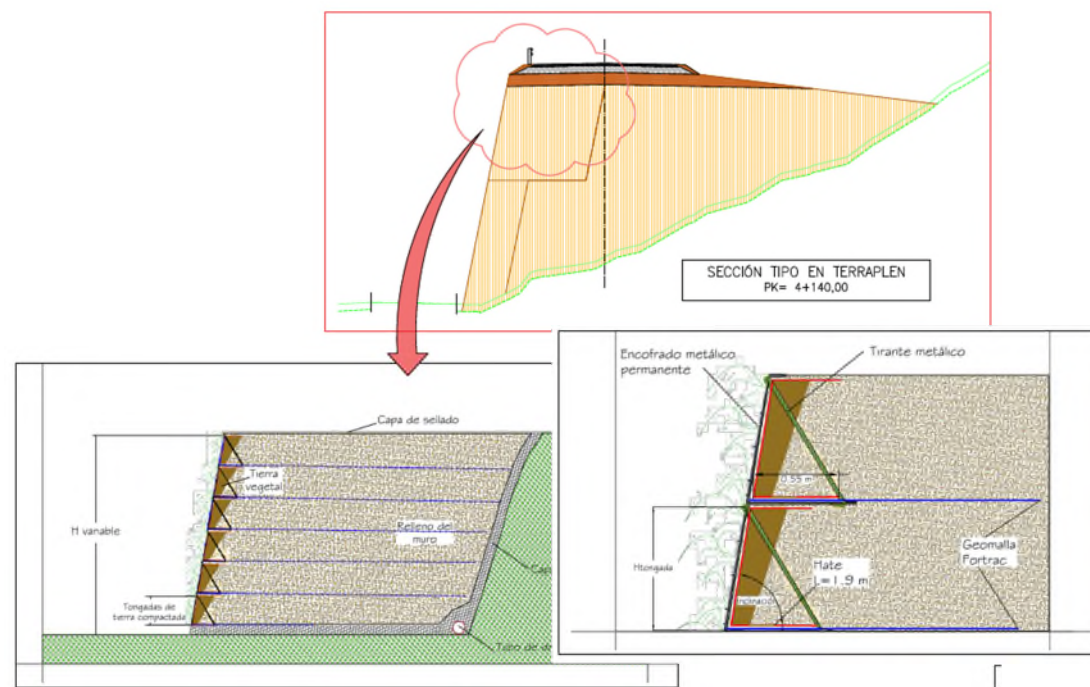 SECCIÓN TIPO EN TERRAPLEN
PK= 4+140,00
Capa de sellado
Tierra
vegetal
H variable
Relleno del
muro
Tongadas de
tierra compactada
Tubo de
Encofrado metálico
permanente
Tirante metálico
0.55 m
Geomalla
Fortrac
Htongada
Hate
L=1.9 m
Inclinación